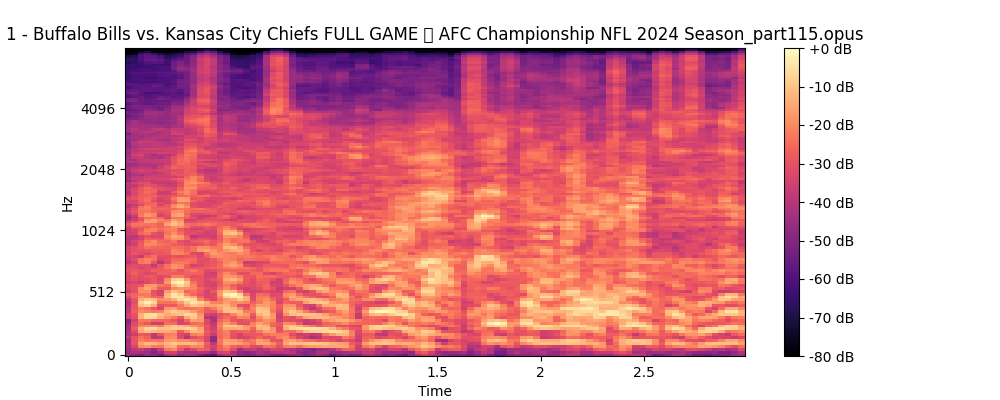 1 - Buffalo Bills vs. Kansas City Chiefs FULL GAME ▯ AFC Championship NFL 2024 Season_part115.opus
+0 dB
-10 dB
-20 dB
-30 dB
-40 dB
-50 dB
-60 dB
-70 dB
-80 dB
Hz
4096
2048
1024
512
0
0
0.5
1
1.5
2
2.5
Time